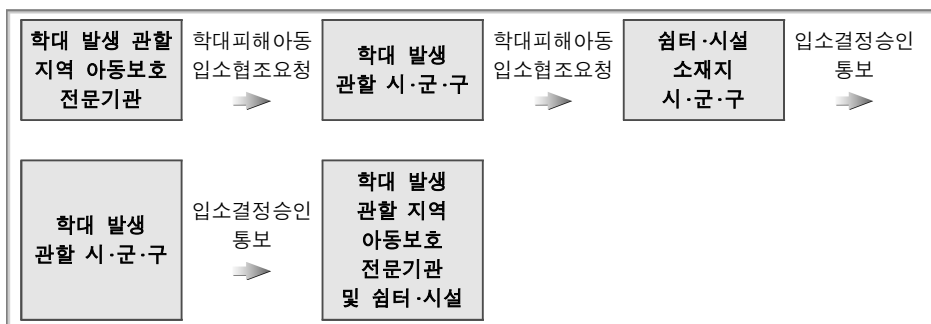 학대 발생 관할
지역 아동보호
전문기관
학대피해아동
입소협조요청
학대 발생
관할 시·군·구
학대피해아동
입소협조요청
쉼터·시설
소재지
시·군·구
입소결정승인
통보
학대 발생
관할 시·군·구
입소결정승인
통보
학대 발생
관할 지역
아동보호
전문기관
및 쉼터·시설